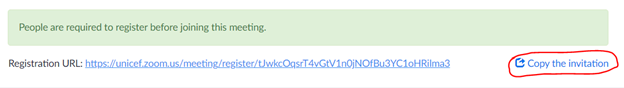 People are required to register before joining this meeting.
Registration URL: https://unicef.zoom.us/meeting/register/tJwkcOqsrT4vGtV1n0jNOfBu3YC1oHRilma3 Copy the invitation